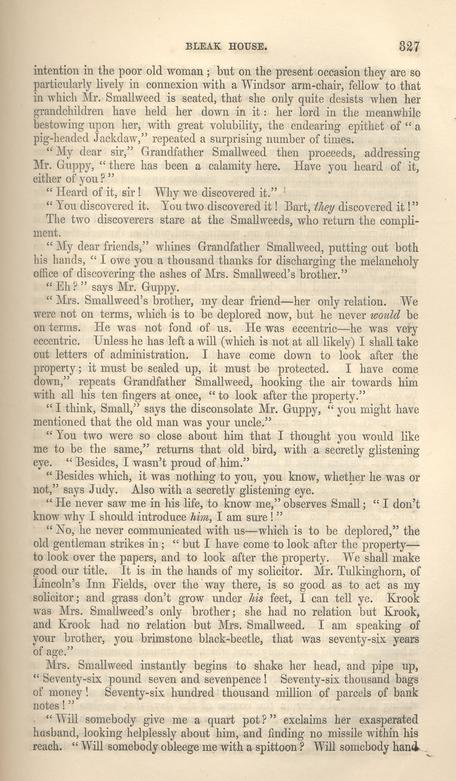 BLEAK HOUSE. 327
intention in the poor old woman; but on the present occasion they are so
particularly lively in connexion with a Windsor arm-chair, fellow to that
in which Mr. Smallweed is seated, that she only quite desists when her
grandchildren have held her down in it: her lord in the meanwhile
bestowing upon her, with great volubility, the endearing epithet of “a
pig-headed Jackdaw,” repeated a surprising number of times.
“My dear sir,” Grandfather Smallweed then proceeds, addressing
Mr. Guppy, “there has been a calamity here. Have you heard of it,
either of you?”
“Heard of it, sir! Why we discovered it.”
“You discovered it. You two discovered it! Bart, they discovered it!”
The two discoverers stare at the Smallweeds, who return the compli-
ment.
“My dear friends,” whines Grandfather Smallweed, putting out both
his hands, “I owe you a thousand thanks for discharging the melancholy
office of discovering the ashes of Mrs. Smallweed’s brother.”
“Eh?” says Mr. Guppy.
“Mrs. Smallweed’s brother, my dear friend—her only relation. We
were not on terms, which is to be deplored now, but he never would be
on terms. He was not fond of us. He was eccentric—he was very
eccentric. Unless he has left a will (which is not at all likely) I shall take
out letters of administration. I have come down to look after the
property; it must be sealed up, it must be protected. I have come
down,” repeats Grandfather Smallweed, hooking the air towards him
with all his ten fingers at once, “to look after the property.”
“I think, Small,” says the disconsolate Mr. Guppy, “you might have
mentioned that the old man was your uncle.”
“You two were so close about him that I thought you would like
me to be the same,” returns that old bird, with a secretly glistening
eye. “Besides, I wasn’t proud of him.”
“Besides which, it was nothing to you, you know, whether he was or
not,” says Judy. Also with a secretly glistening eye.
“He never saw me in his life, to know me,” observes Small; “I don’t
know why I should introduce him, I am sure!”
“No, he never communicated with us—which is to be deplored,” the
old gentleman strikes in; “but I have come to look after the property—
to look over the papers, and to look after the property. We shall make
good our title. It is in the hands of my solicitor. Mr. Tulkinghorn, of
Lincoln’s Inn Fields, over the way there, is so good as to act as my
solicitor; and grass don’t grow under his feet, I can tell ye. Krook
was Mrs. Smallweed’s only brother; she had no relation but Krook,
and Krook had no relation but Mrs. Smallweed. I am speaking of
your brother, you brimstone black-beetle, that was seventy-six years
of age.”
Mrs. Smallweed instantly begins to shake her head, and pipe up,
“Seventy-six pound seven and sevenpence! Seventy-six thousand bags
of money! Seventy-six hundred thousand million of parcels of bank
notes!”
“Will somebody give me a quart pot?” exclaims her exasperated
husband, looking helplessly about him, and finding no missile within his
reach. “Will somebody obleege me with a spittoon? Will somebody hand